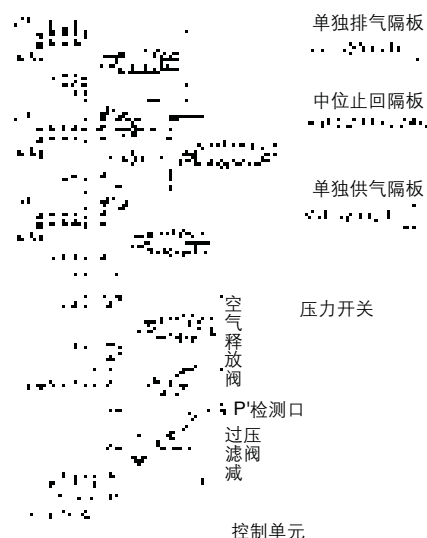 单独排气隔板
中位止回隔板
单独供气隔板
空气释放阀
压力开关
P'检测口
过压
滤阀
减
控制单元